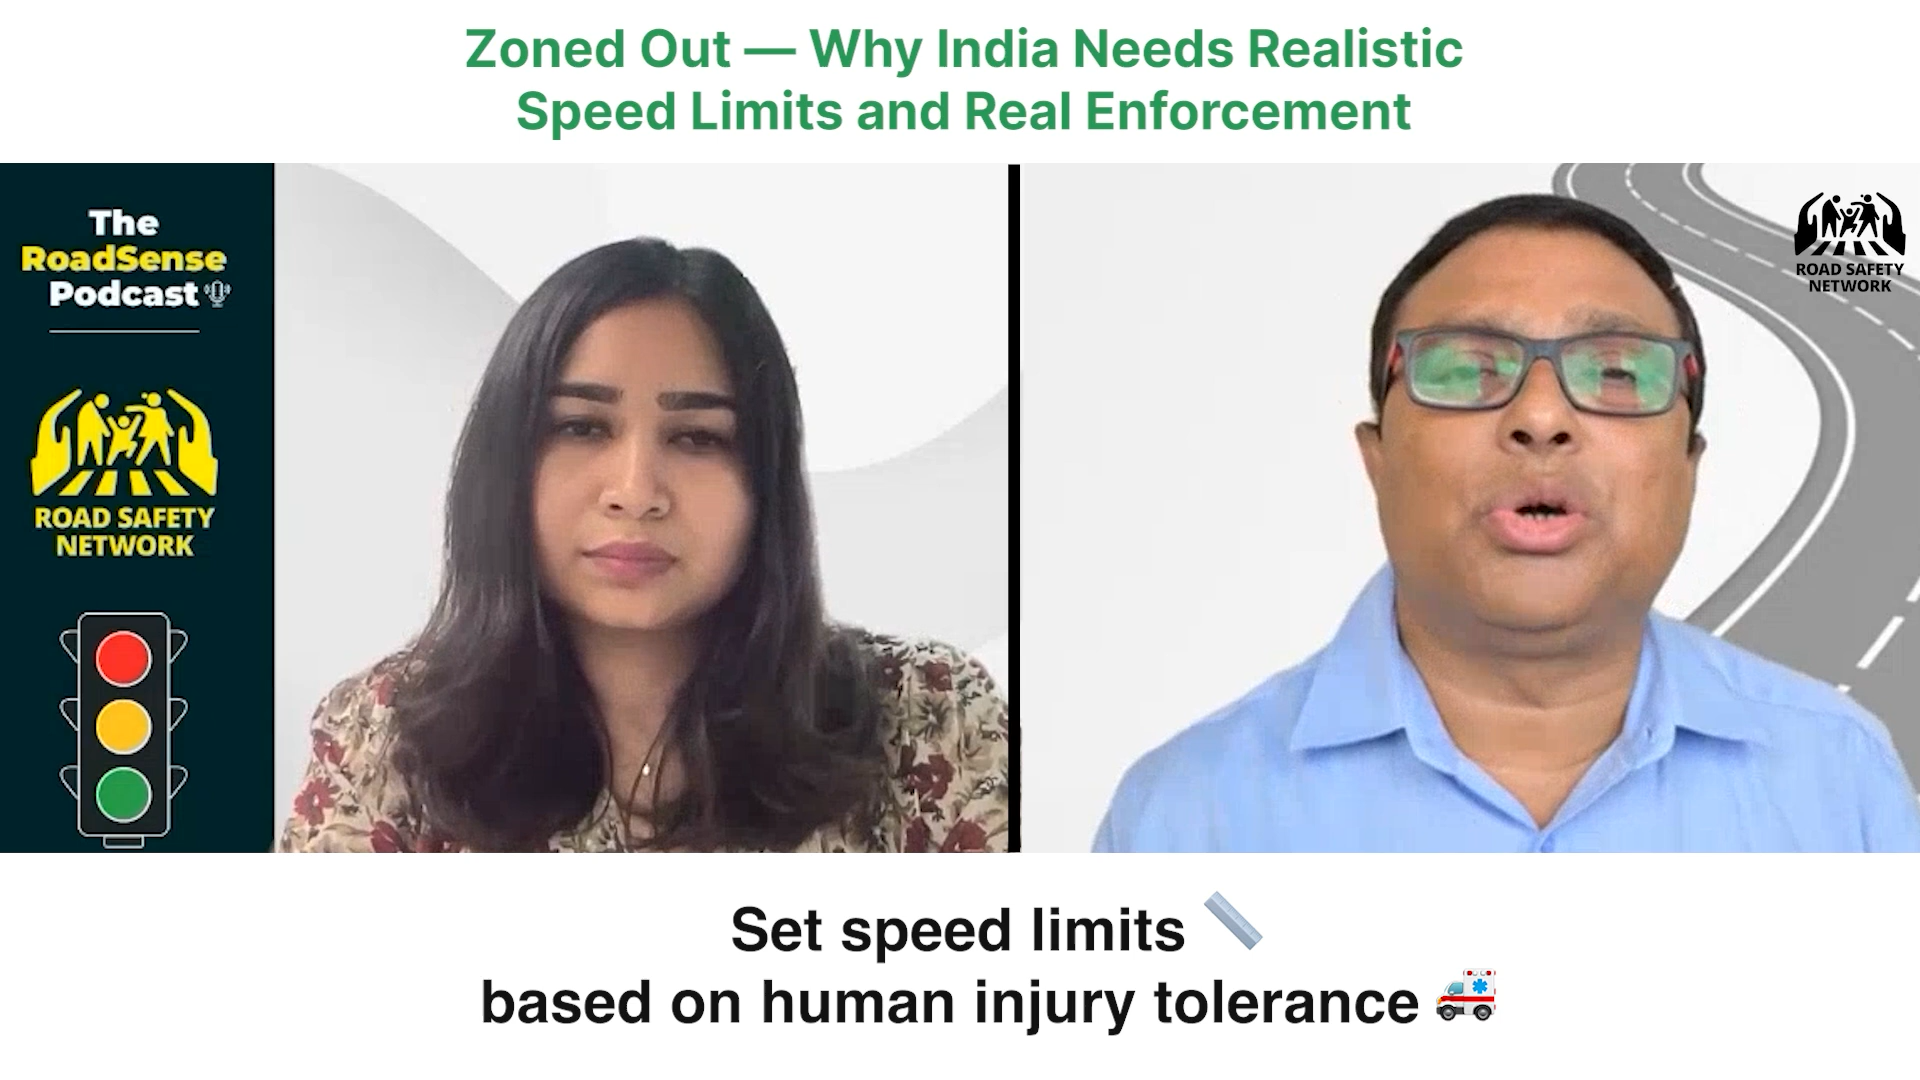 Zoned Out — Why India Needs Realistic
Speed Limits and Real Enforcement
The
RoadSense
Podcast
ROAD SAFETY
NETWORK
ROAD SAFETY
NETWORK
Set speed limits
based on human injury tolerance